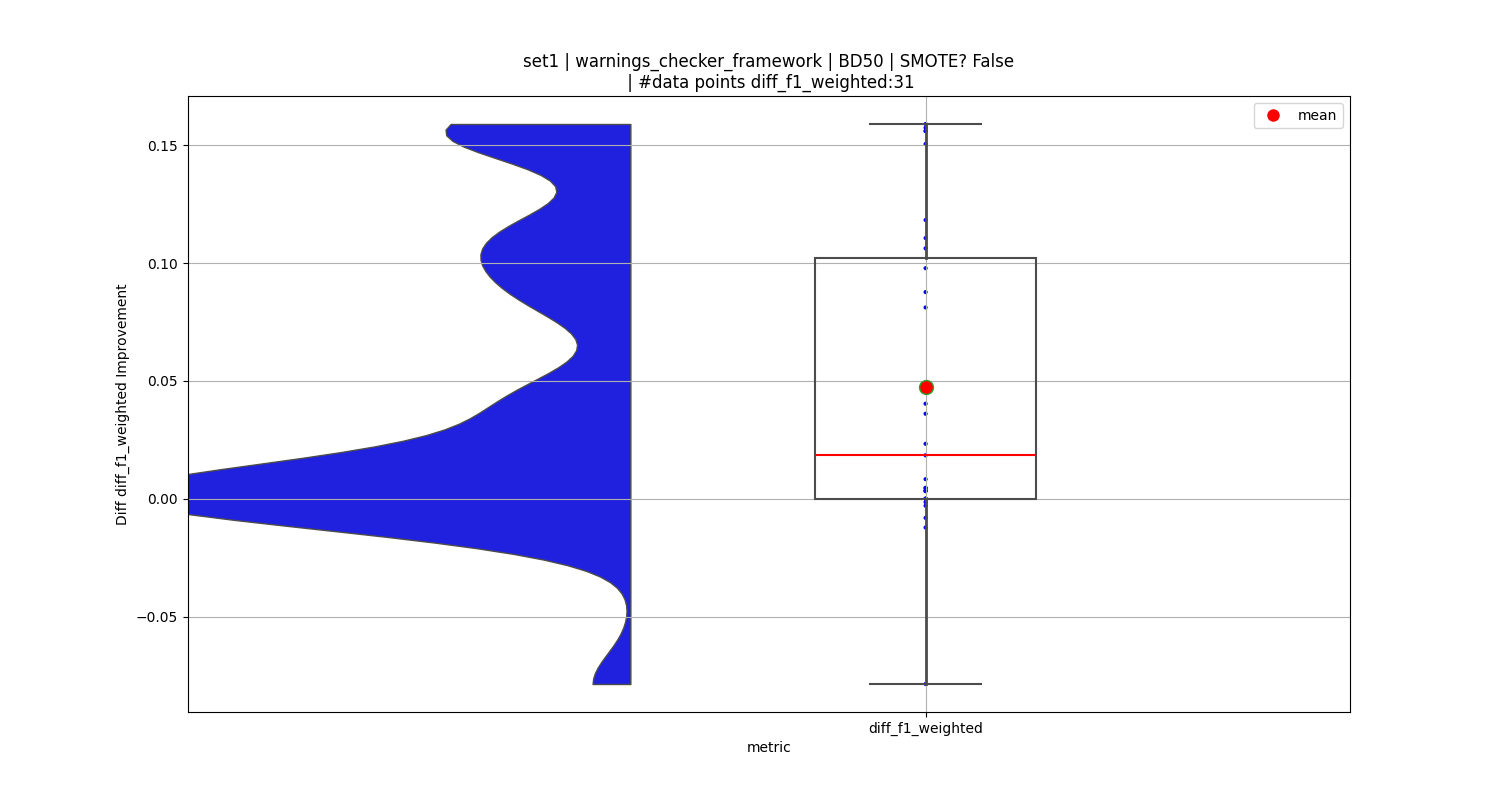 set1 | warnings_checker_framework | BD50 | SMOTE? False
| #data points diff_f1_weighted:31
mean
0.15
0.10
0.05
0.00
−0.05
Diff diff_f1_weighted Improvement
diff_f1_weighted
metric